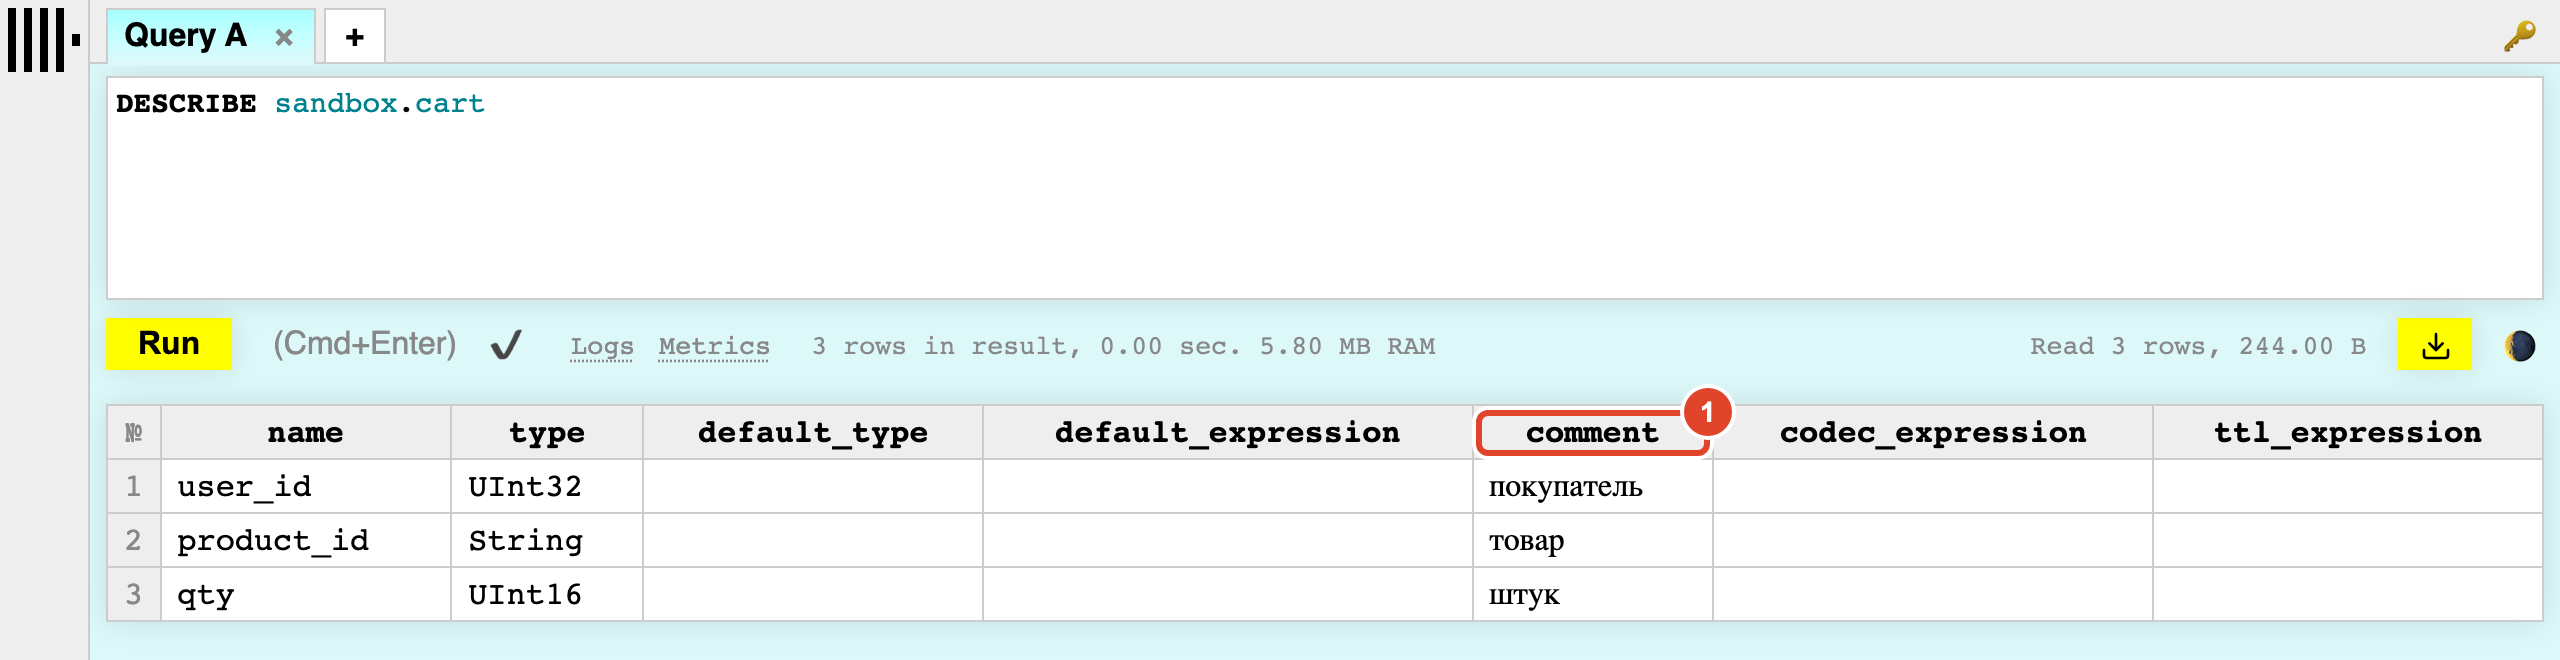 Query A × +
DESCRIBE sandbox.cart
Run (Cmd+Enter) ✔ Logs Metrics 3 rows in result, 0.00 sec. 5.80 MB RAM Read 3 rows, 244.00 B
№ name type default_type default_expression comment 1 codec_expression ttl_expression
1 user_id UInt32 покупатель
2 product_id String товар
3 qty UInt16 штук